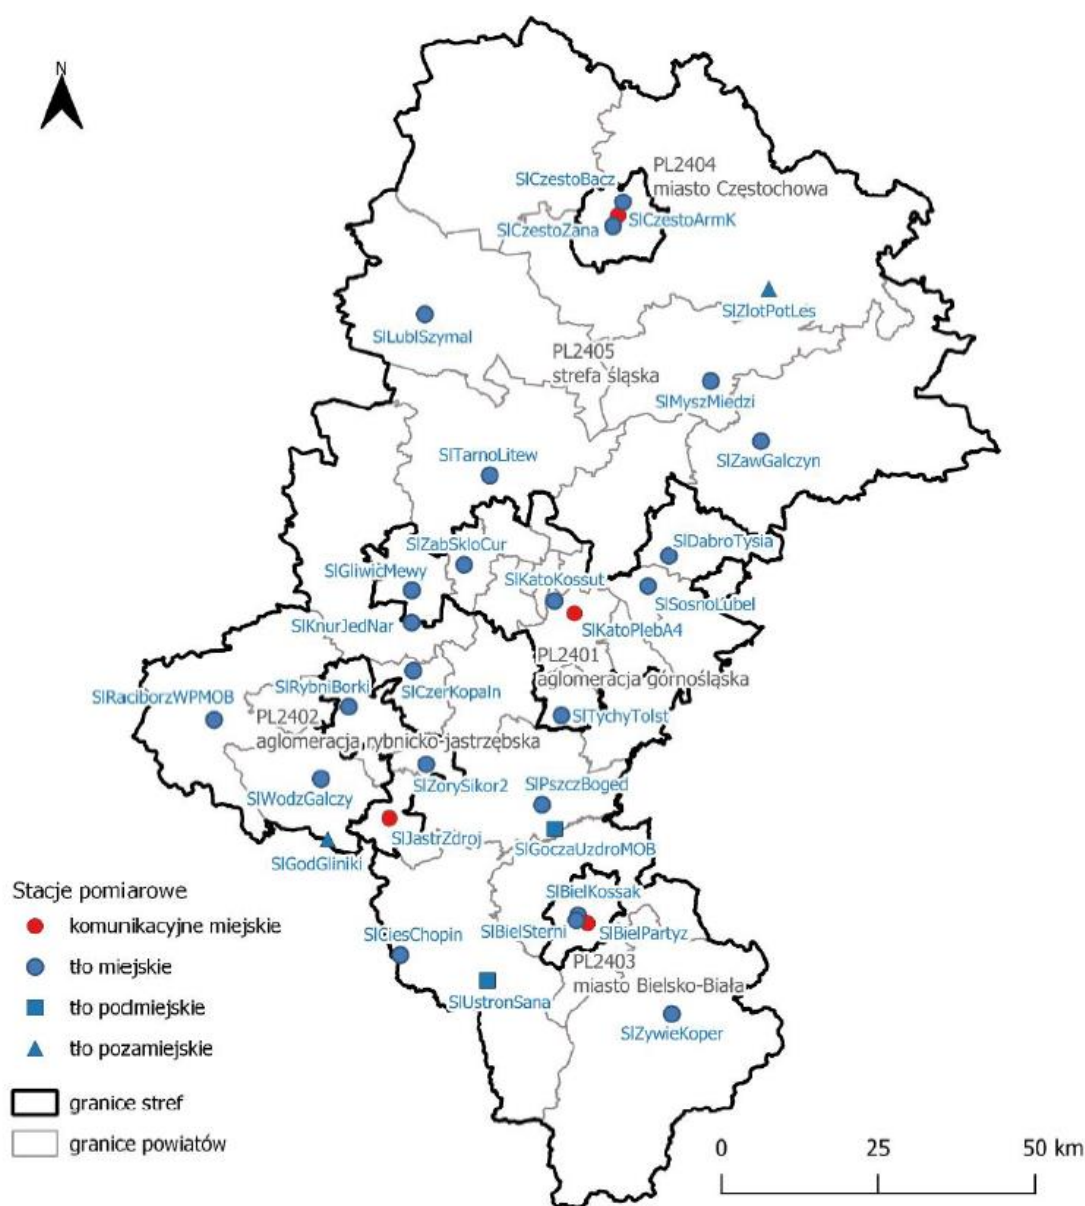 N
PL2404
miasto Częstochowa
SlCzestoBacz
SlCzestoArmK
SlCzestoZana
SlZlotPotLes
SlLublSzymal
PL2405
strefa śląska
SlMyszMiedzi
SlZawGalczyn
SlTarnoLitew
SlDabroTysia
SlZabSkloCur
SlGliwicMewy
SlKatoKossut
SlSosnoLubel
SlKnurJedNar
SlKatoPlebA4
PL2401
aglomeracja górnośląska
SlCzerKopaln
SlRybniBorki
SlRaciborzWPMOB
SlTychyTolst
PL2402
aglomeracja rybnicko-jastrzębska
SlZorySikor2
SlPszczBoged
SlWodzGalczy
SlJastrZdroj
SlGoczaUzdroMOB
SlGodGliniki
SlBielKossak
SlBielSterni
SlBielPartyz
SlCiesChopin
PL2403
miasto Bielsko-Biała
SlUstronSana
SlZywieKoper
Stacje pomiarowe
komunikacyjne miejskie
tło miejskie
tło podmiejskie
tło pozamiejskie
granice stref
granice powiatów
0 25 50 km